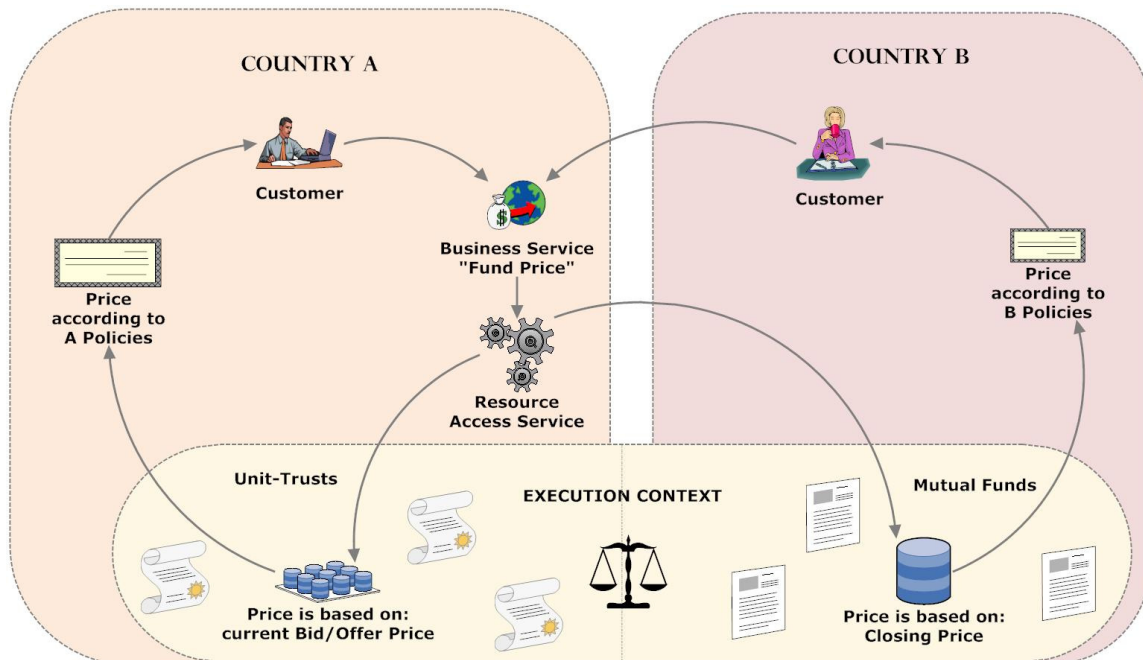 COUNTRY A
COUNTRY B
Customer
Customer
$
Business Service
"Fund Price"
Price
according to
A Policies
Price
according to
B Policies
Resource
Access Service
Unit-Trusts
EXECUTION CONTEXT
Mutual Funds
Price is based on:
current Bid/Offer Price
Price is based on:
Closing Price